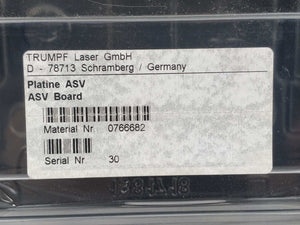 TRUMPF Laser GmbH
D - 78713 Schramberg / Germany
Platine ASV
ASV Board
Material Nr. 0766682
Serial Nr. 30